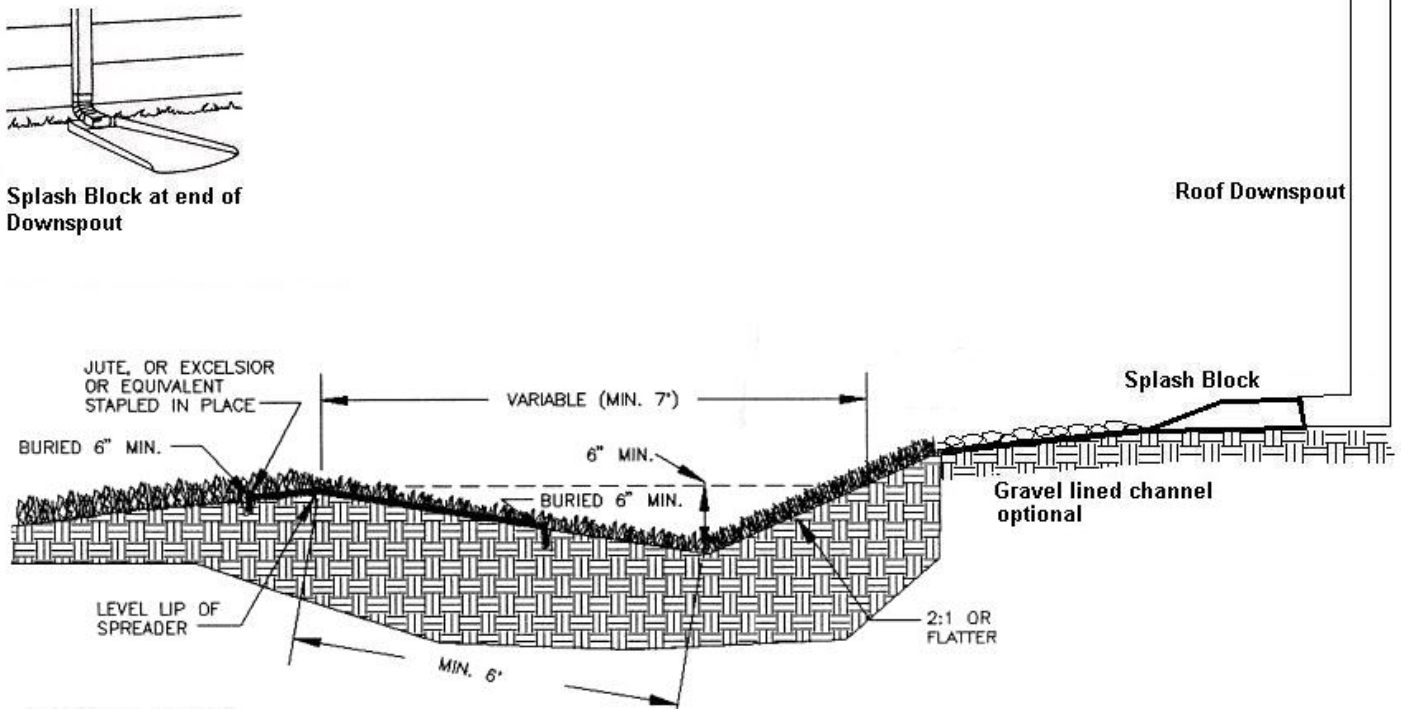 Splash Block at end of
Downspout
Roof Downspout
JUTE, OR EXCELSIOR
OR EQUIVALENT
STAPLED IN PLACE
VARIABLE (MIN. 7')
Splash Block
BURIED 6" MIN.
6" MIN.
BURIED 6" MIN.
Gravel lined channel
optional
LEVEL LIP OF
SPREADER
2:1 OR
FLATTER
MIN. 6'